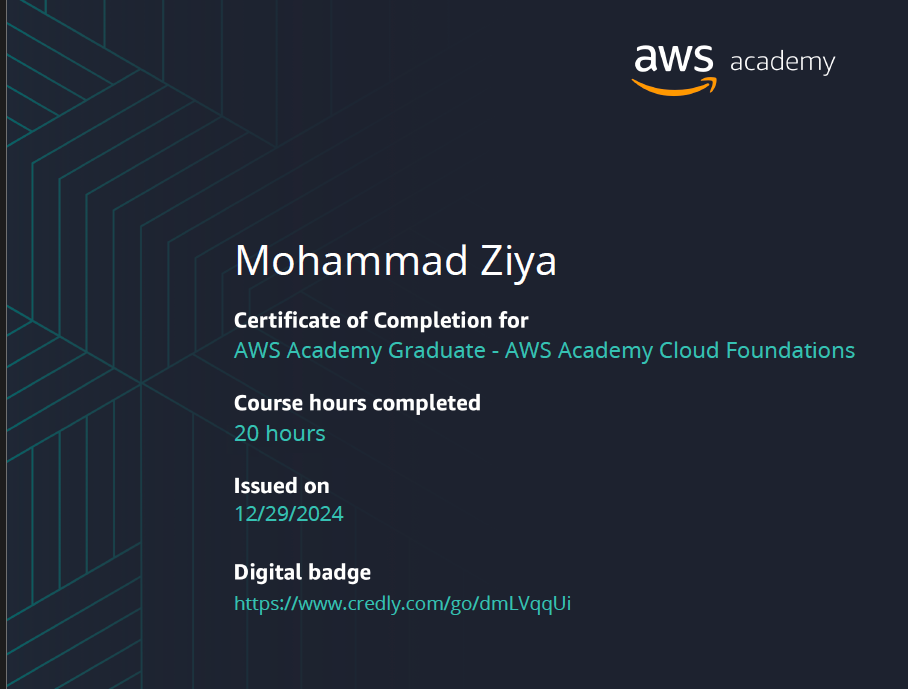 aws academy
Mohammad Ziya
Certificate of Completion for
AWS Academy Graduate - AWS Academy Cloud Foundations
Course hours completed
20 hours
Issued on
12/29/2024
Digital badge
https://www.credly.com/go/dmLVqqUi